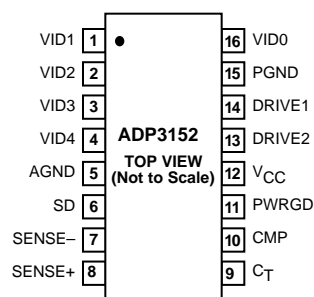 VID1 1 16 VID0
VID2 2 15 PGND
VID3 3 14 DRIVE1
VID4 4 ADP3152 13 DRIVE2
AGND 5 TOP VIEW 12 VCC
(Not to Scale)
SD 6 11 PWRGD
SENSE– 7 10 CMP
SENSE+ 8 9 CT